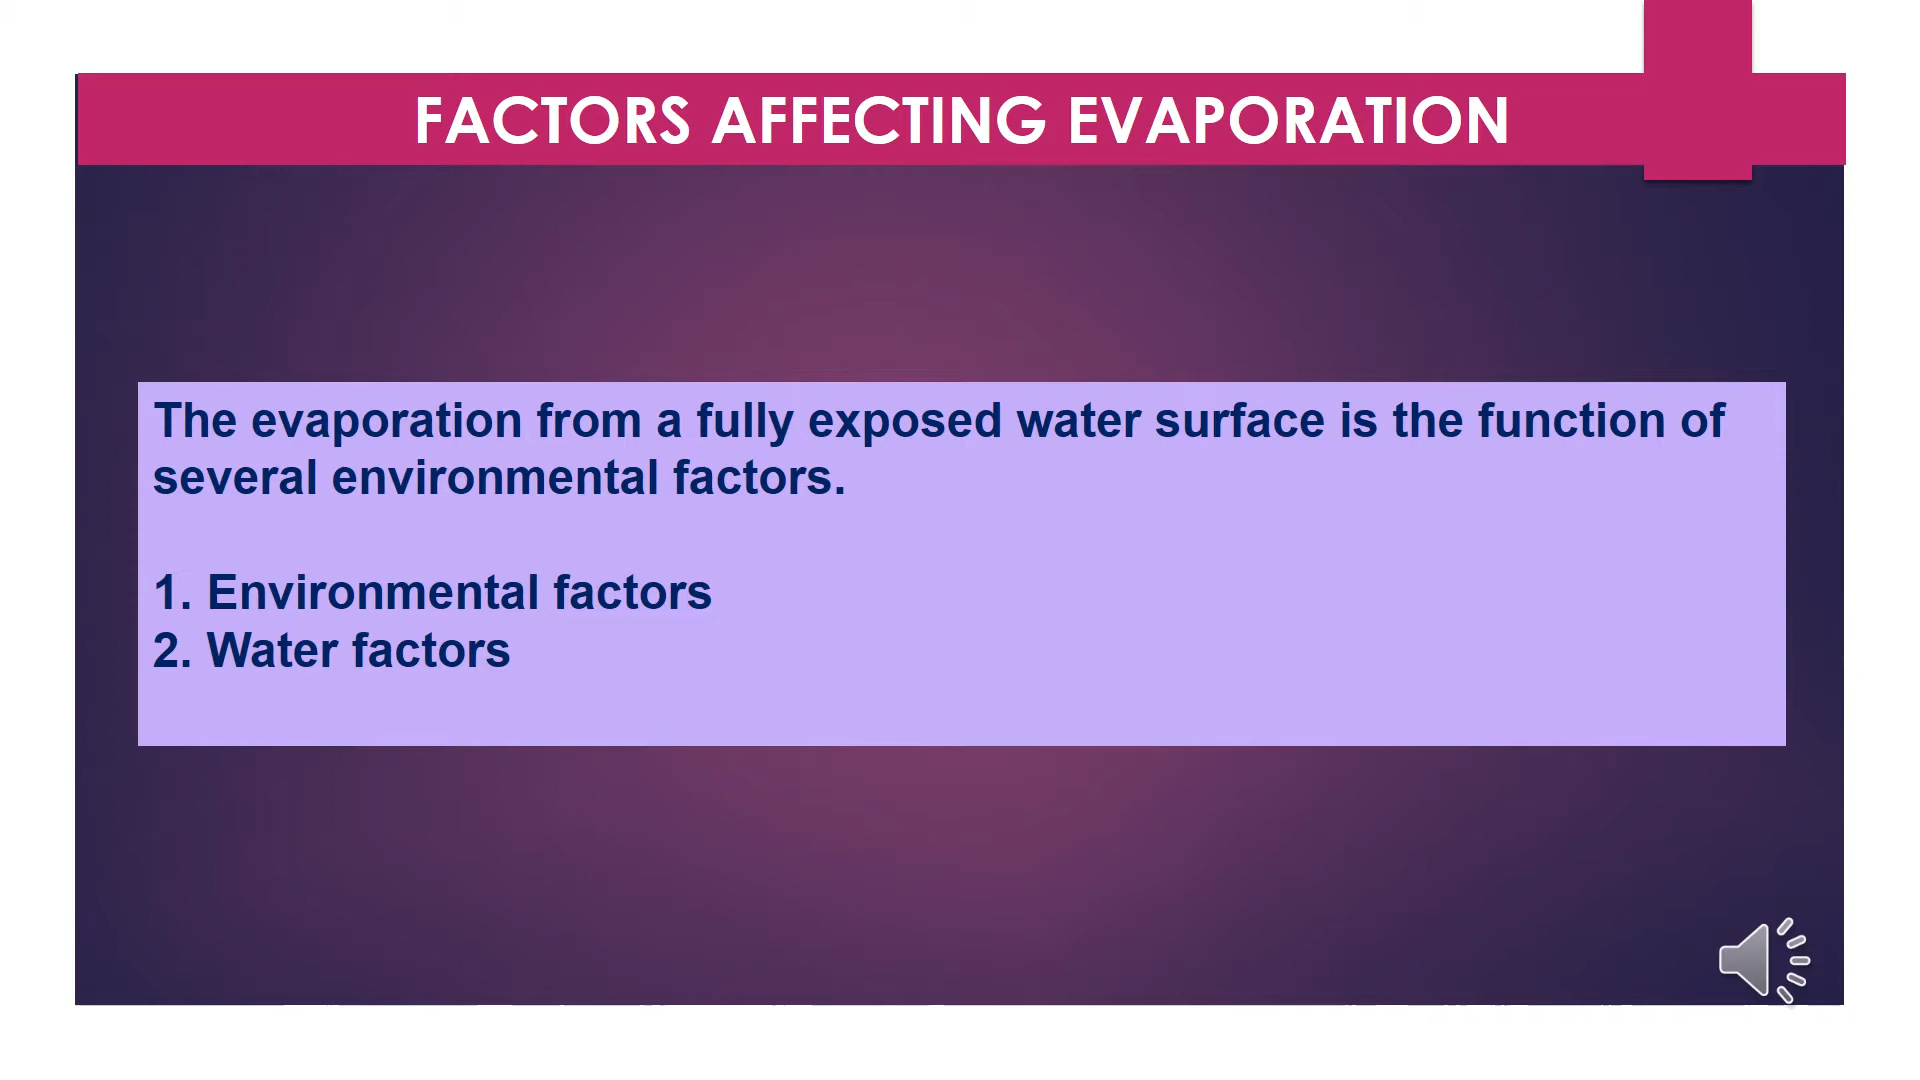 FACTORS AFFECTING EVAPORATION
The evaporation from a fully exposed water surface is the function of
several environmental factors.
1. Environmental factors
2. Water factors